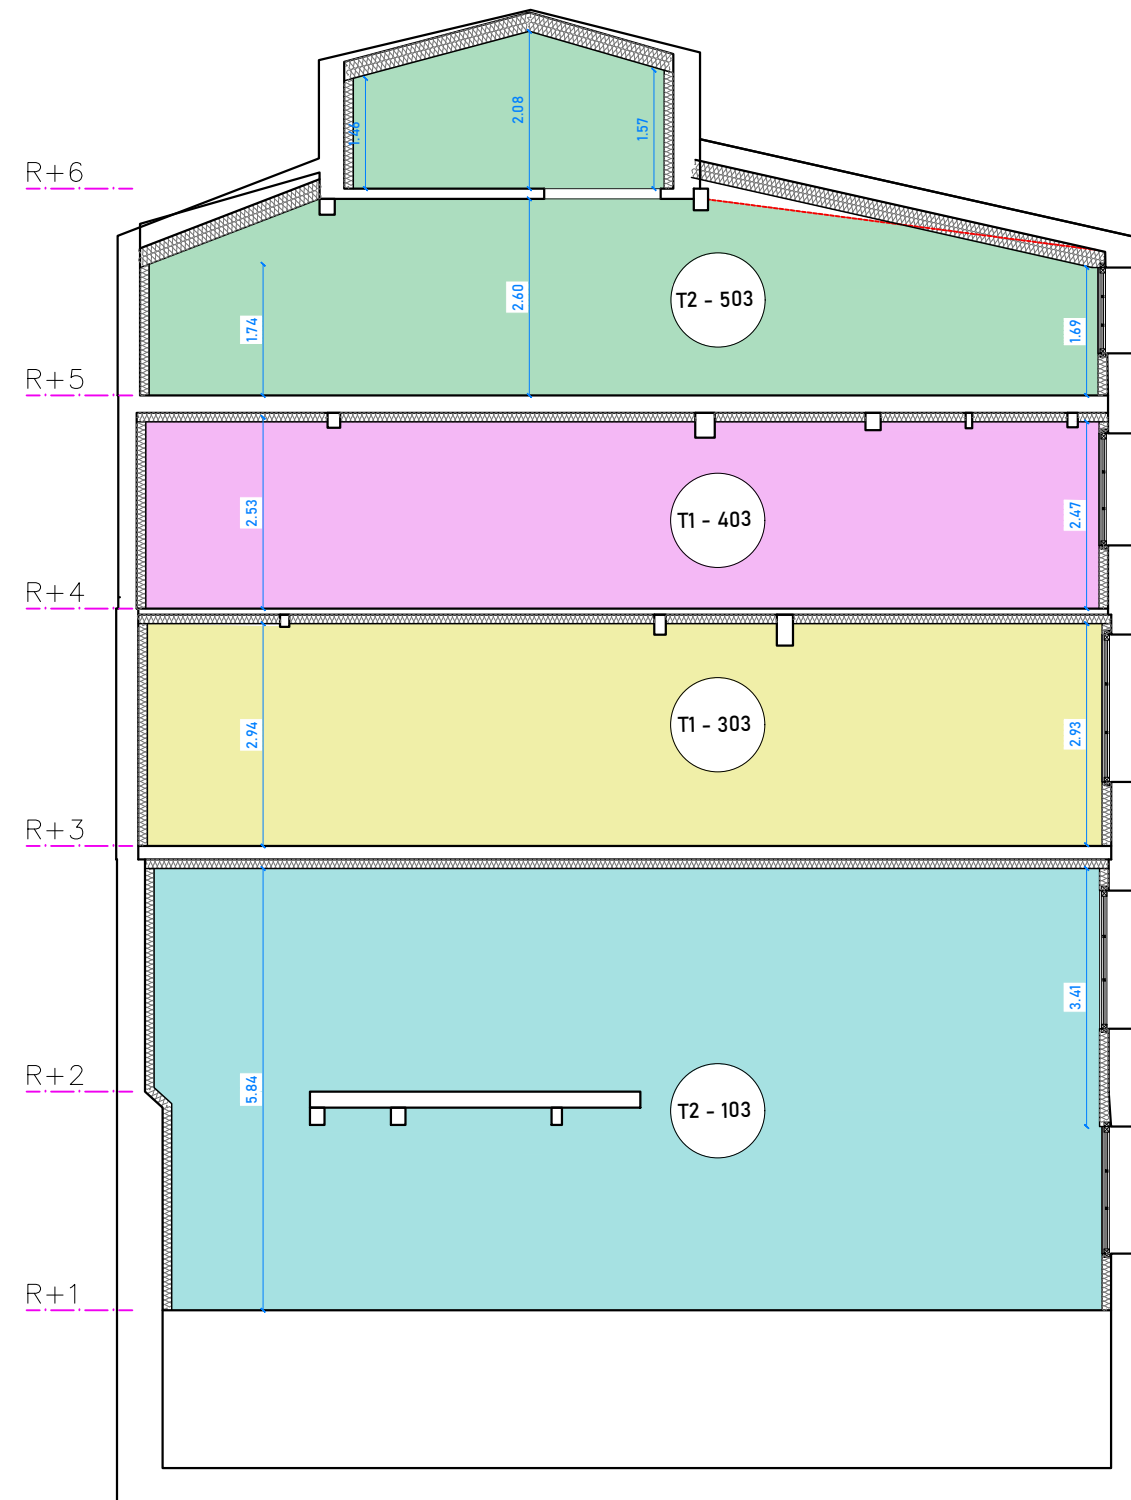 2.08
1.46
1.57
R+6
2.60
T2 - 503
1.74
1.69
R+5
2.53
T1 - 403
2.47
R+4
2.94
T1 - 303
2.93
R+3
3.41
R+2
5.84
T2 - 103
R+1